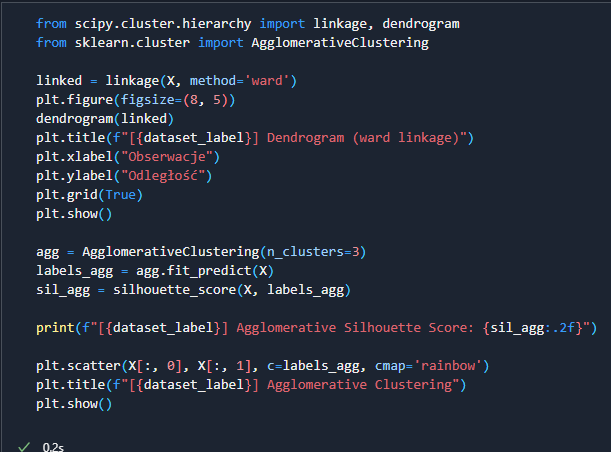 from scipy.cluster.hierarchy import linkage, dendrogram
from sklearn.cluster import AgglomerativeClustering
linked = linkage(X, method='ward')
plt.figure(figsize=(8, 5))
dendrogram(linked)
plt.title(f"[{dataset_label}] Dendrogram (ward linkage)")
plt.xlabel("Obserwacje")
plt.ylabel("Odległość")
plt.grid(True)
plt.show()
agg = AgglomerativeClustering(n_clusters=3)
labels_agg = agg.fit_predict(X)
sil_agg = silhouette_score(X, labels_agg)
print(f"[{dataset_label}] Agglomerative Silhouette Score: {sil_agg:.2f}")
plt.scatter(X[:, 0], X[:, 1], c=labels_agg, cmap='rainbow')
plt.title(f"[{dataset_label}] Agglomerative Clustering")
plt.show()
0.2s